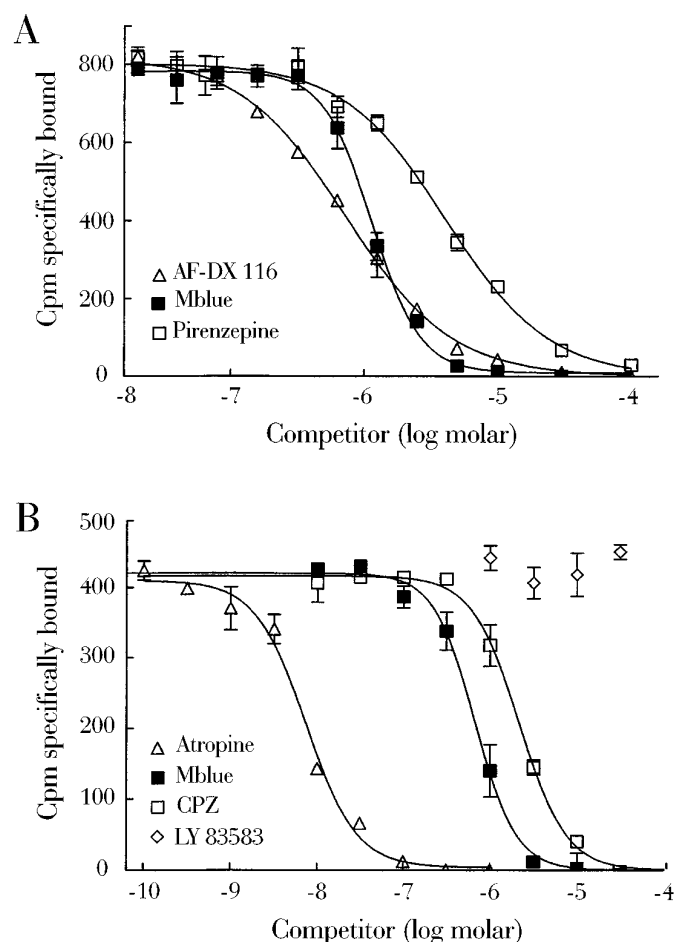 A
Cpm specifically bound
800
600
400
200
0
△ AF-DX 116
■ Mblue
□ Pirenzepine
-8 -7 -6 -5 -4
Competitor (log molar)
B
Cpm specifically bound
500
400
300
200
100
0
△ Atropine
■ Mblue
□ CPZ
◇ LY 83583
-10 -9 -8 -7 -6 -5 -4
Competitor (log molar)